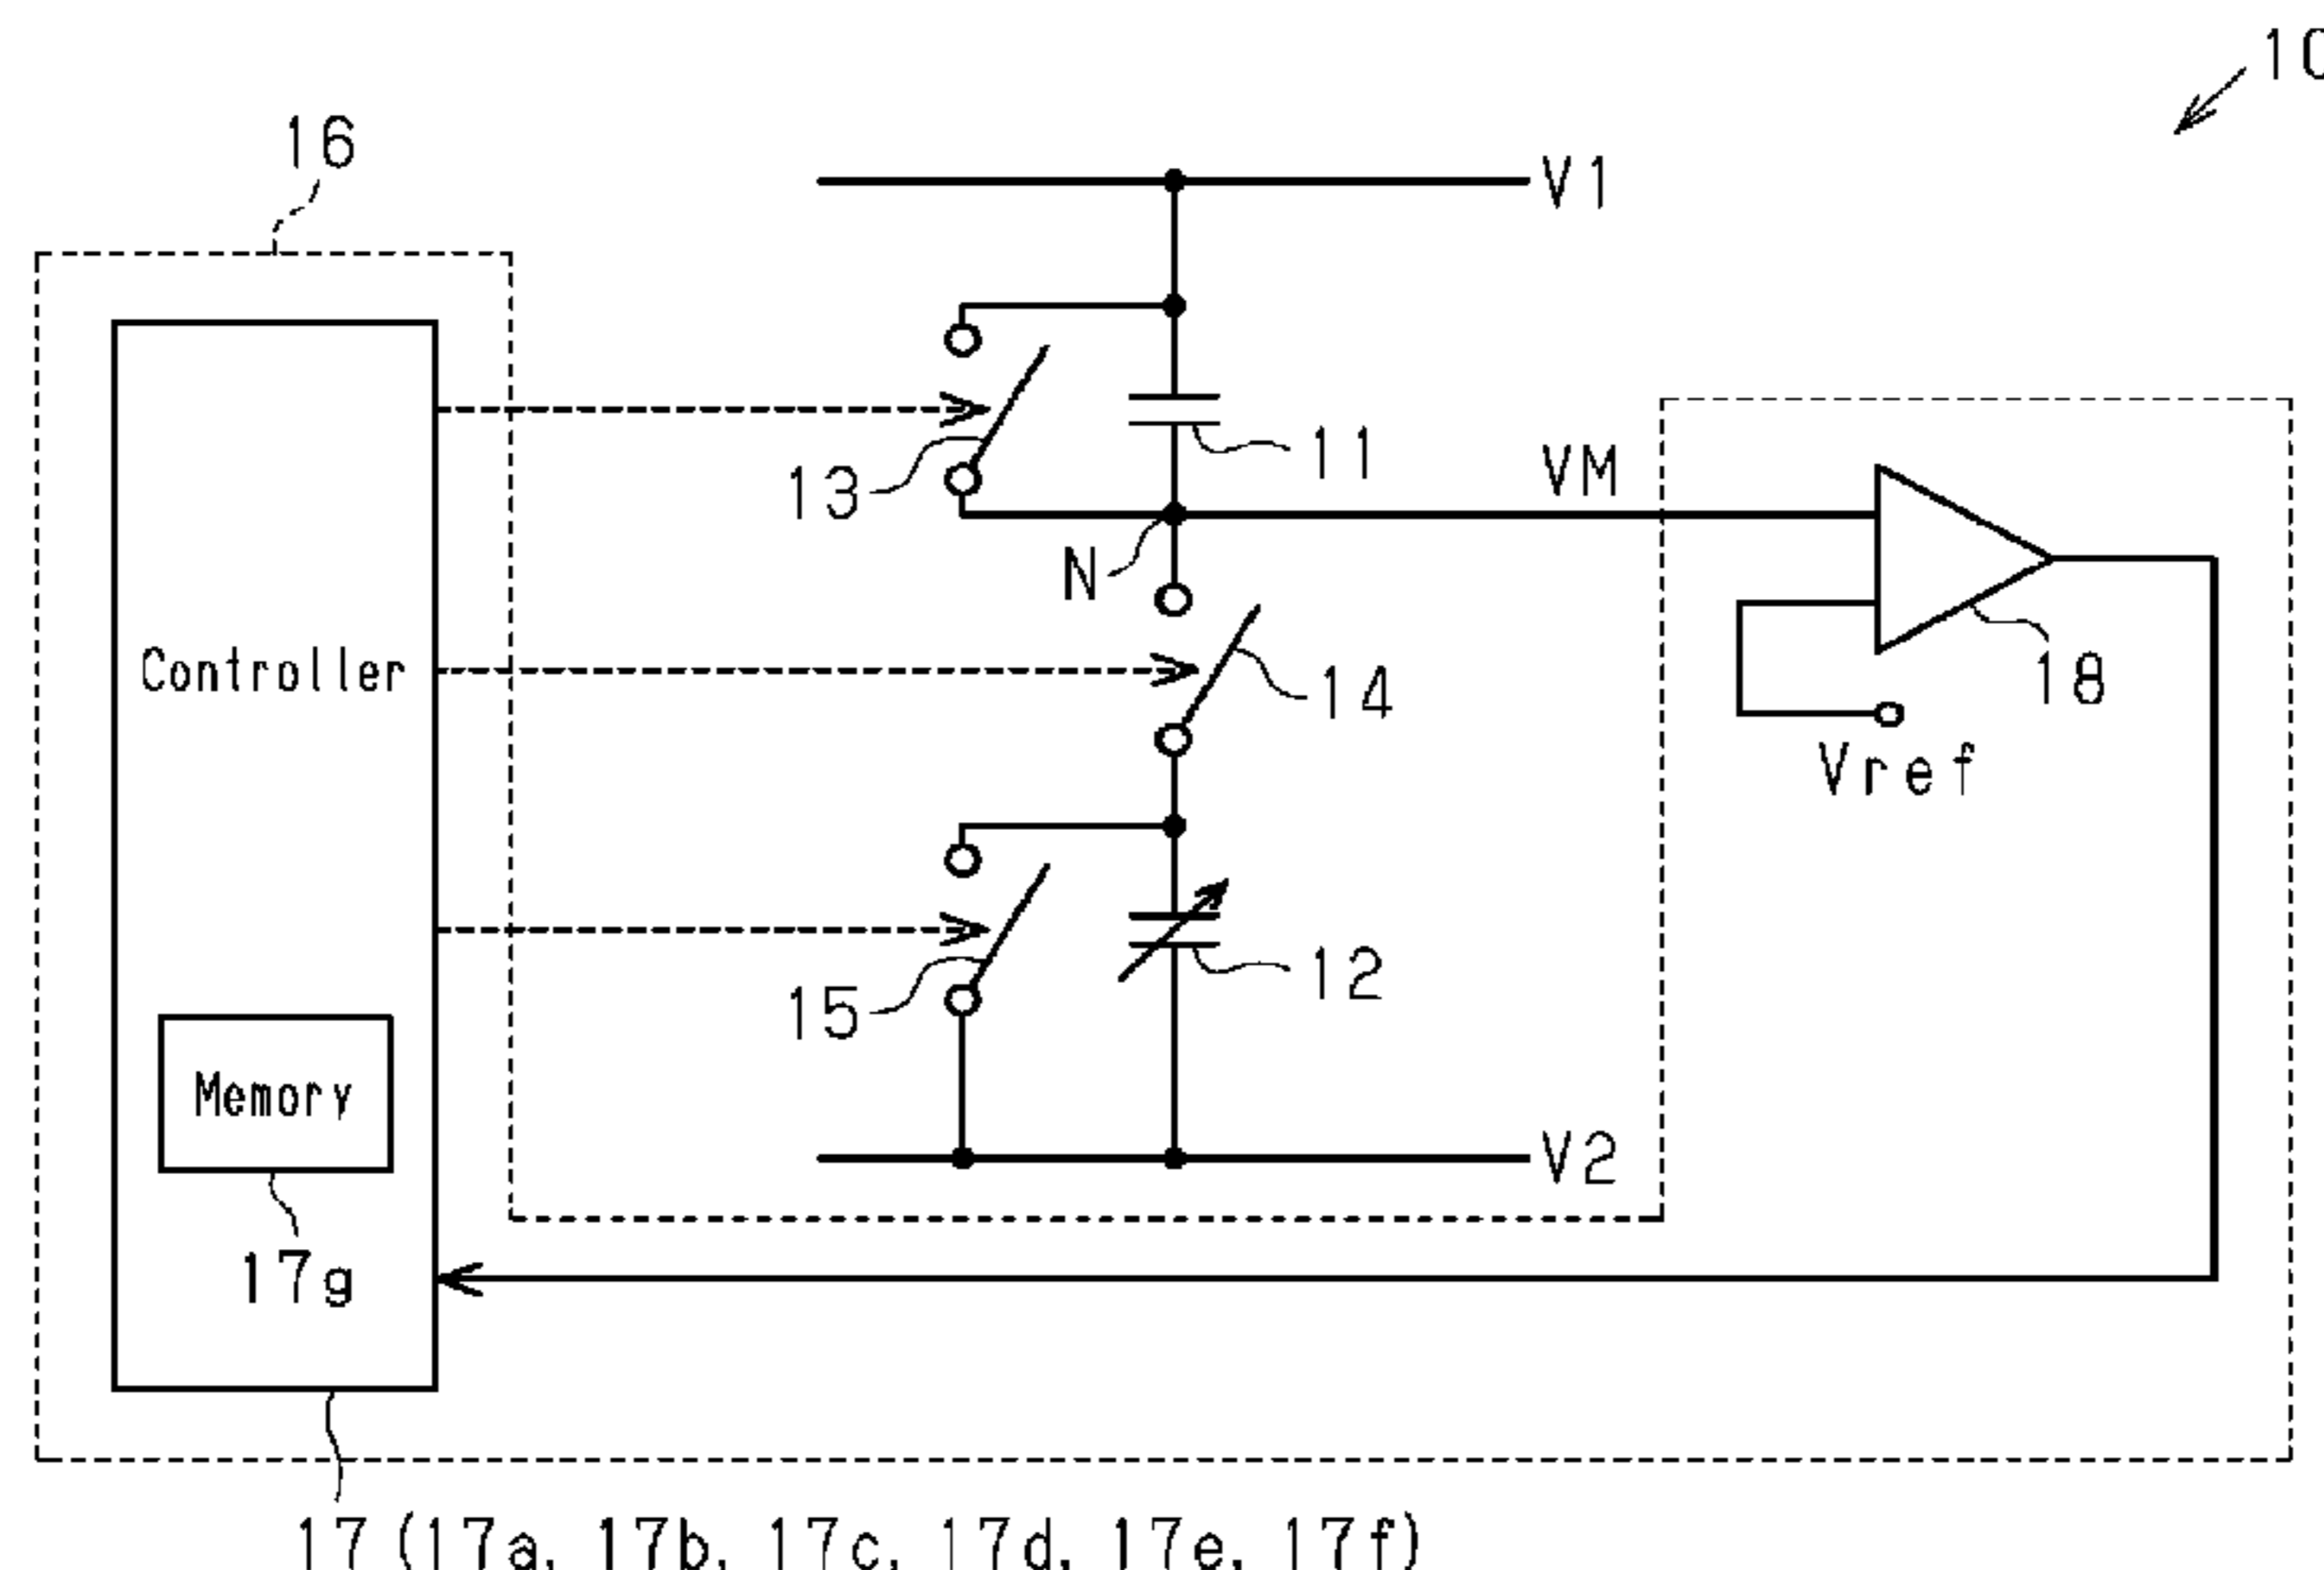 10
16
V1
11
13
VM
N
Controller
14
18
Vref
12
15
Memory
V2
17g
17(17a, 17b, 17c, 17d, 17e, 17f)